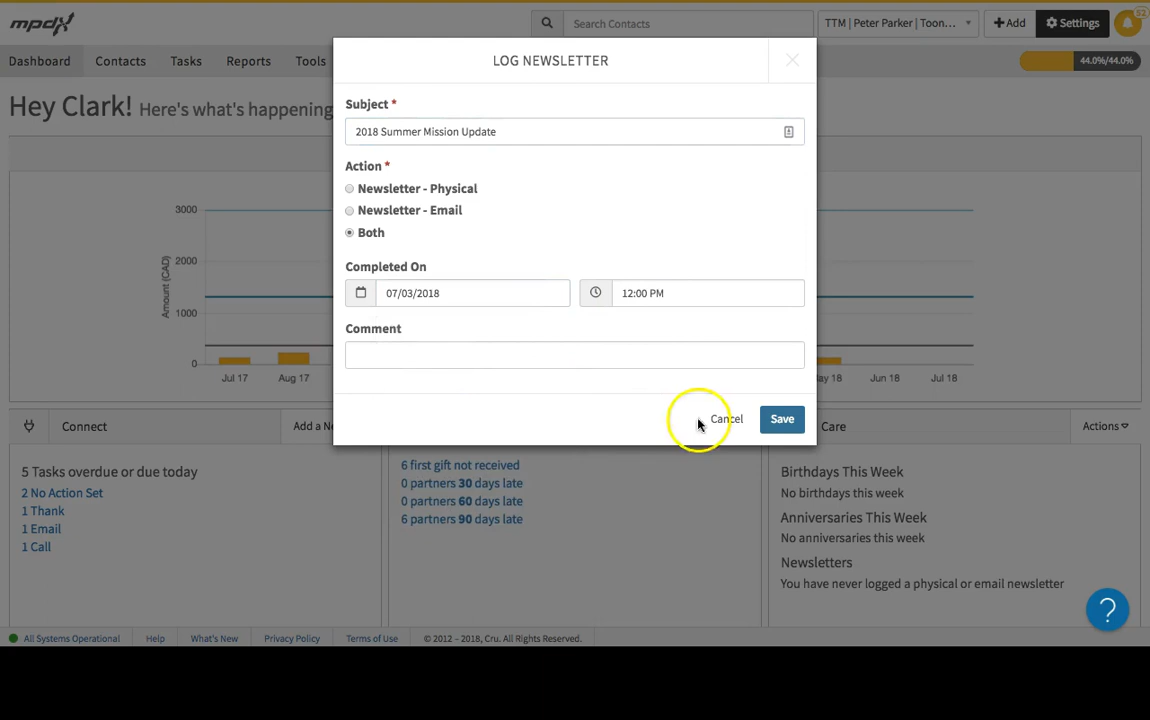 mpdx
Search Contacts
TTM | Peter Parker | Toon...
Add
Settings
Dashboard
Contacts
Tasks
Reports
Tools
44.0%/44.0%
Hey Clark! Here's what's happening
LOG NEWSLETTER
Subject *
2018 Summer Mission Update
Action *
Newsletter - Physical
Newsletter - Email
Both
Completed On
07/03/2018
12:00 PM
Comment
Cancel
Save
Amount (CAD)
3000
2000
1000
0
Jul 17
Aug 17
ay 18
Jun 18
Jul 18
Connect
Add a Ne
Care
Actions
5 Tasks overdue or due today
2 No Action Set
1 Thank
1 Email
1 Call
6 first gift not received
0 partners 30 days late
0 partners 60 days late
6 partners 90 days late
Birthdays This Week
No birthdays this week
Anniversaries This Week
No anniversaries this week
Newsletters
You have never logged a physical or email newsletter
?
All Systems Operational
Help
What's New
Privacy Policy
Terms of Use
© 2012 – 2018, Cru. All Rights Reserved.